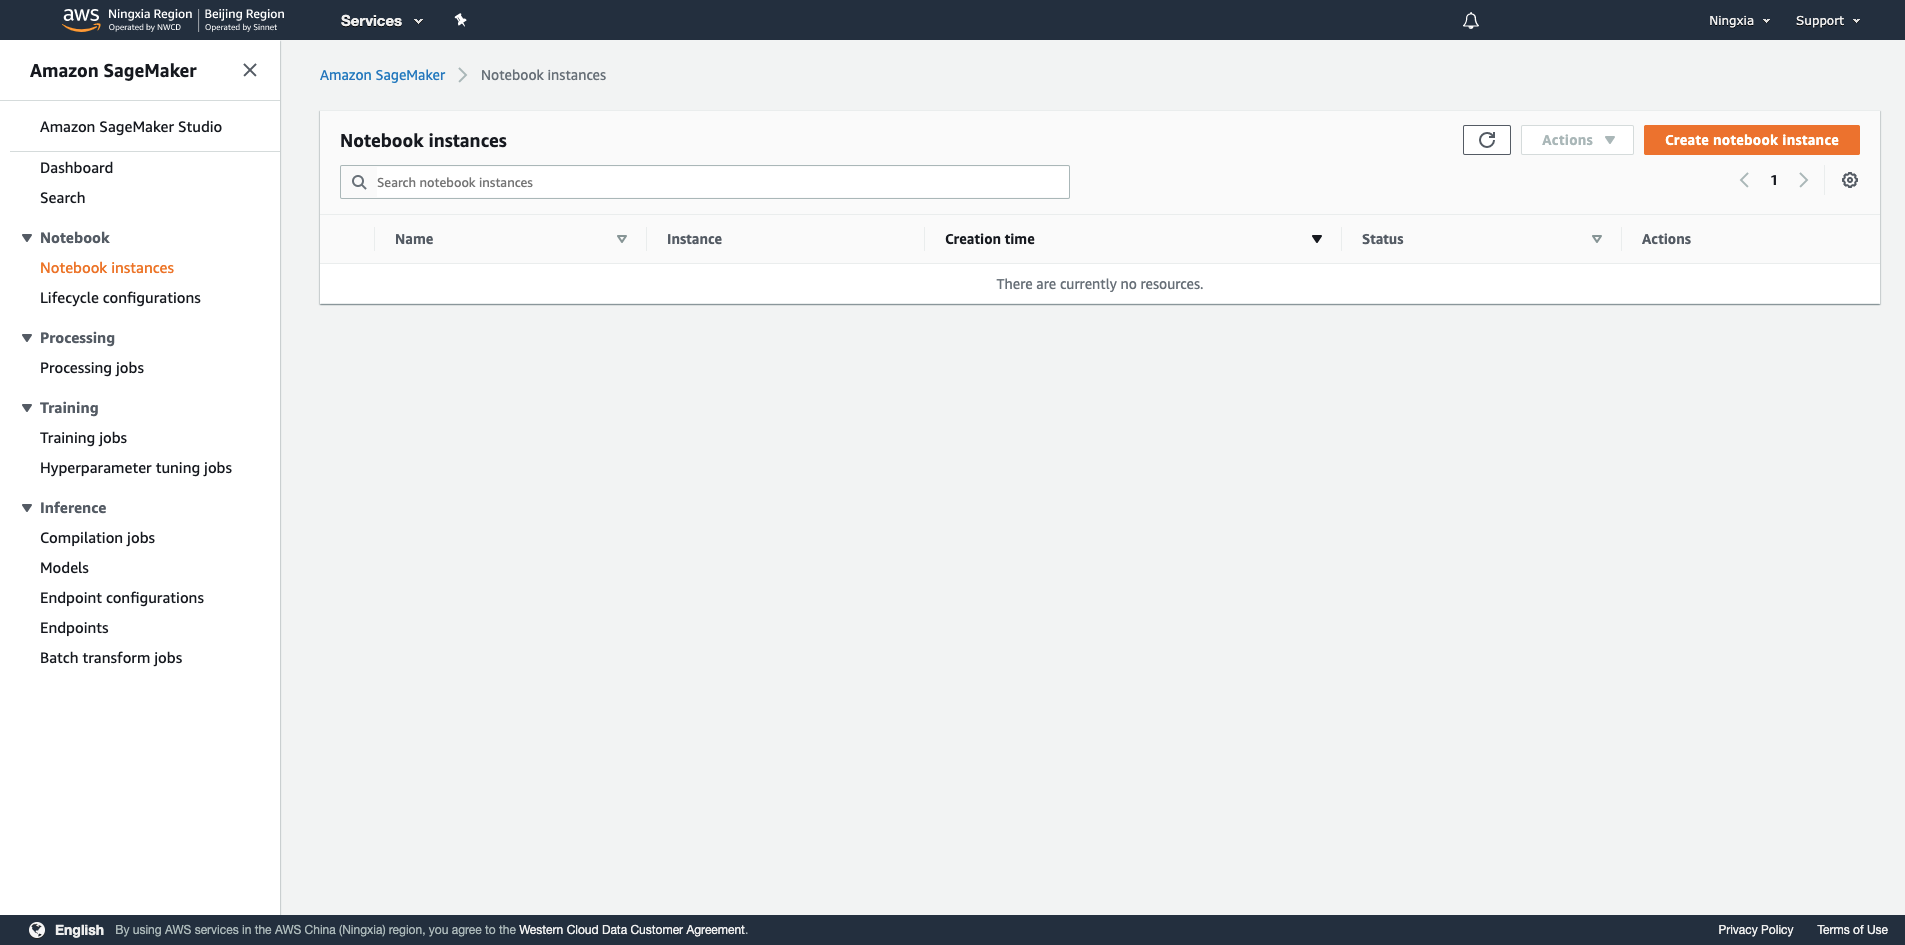 aws Ningxia Region Operated by NWCD Beijing Region Operated by Sinnet
Services
Ningxia
Support
Amazon SageMaker
Amazon SageMaker Studio
Dashboard
Search
Notebook
Notebook instances
Lifecycle configurations
Processing
Processing jobs
Training
Training jobs
Hyperparameter tuning jobs
Inference
Compilation jobs
Models
Endpoint configurations
Endpoints
Batch transform jobs
Amazon SageMaker Notebook instances
Notebook instances
Actions
Create notebook instance
Search notebook instances
1
Name Instance Creation time Status Actions
There are currently no resources.
English By using AWS services in the AWS China (Ningxia) region, you agree to the Western Cloud Data Customer Agreement.
Privacy Policy Terms of Use